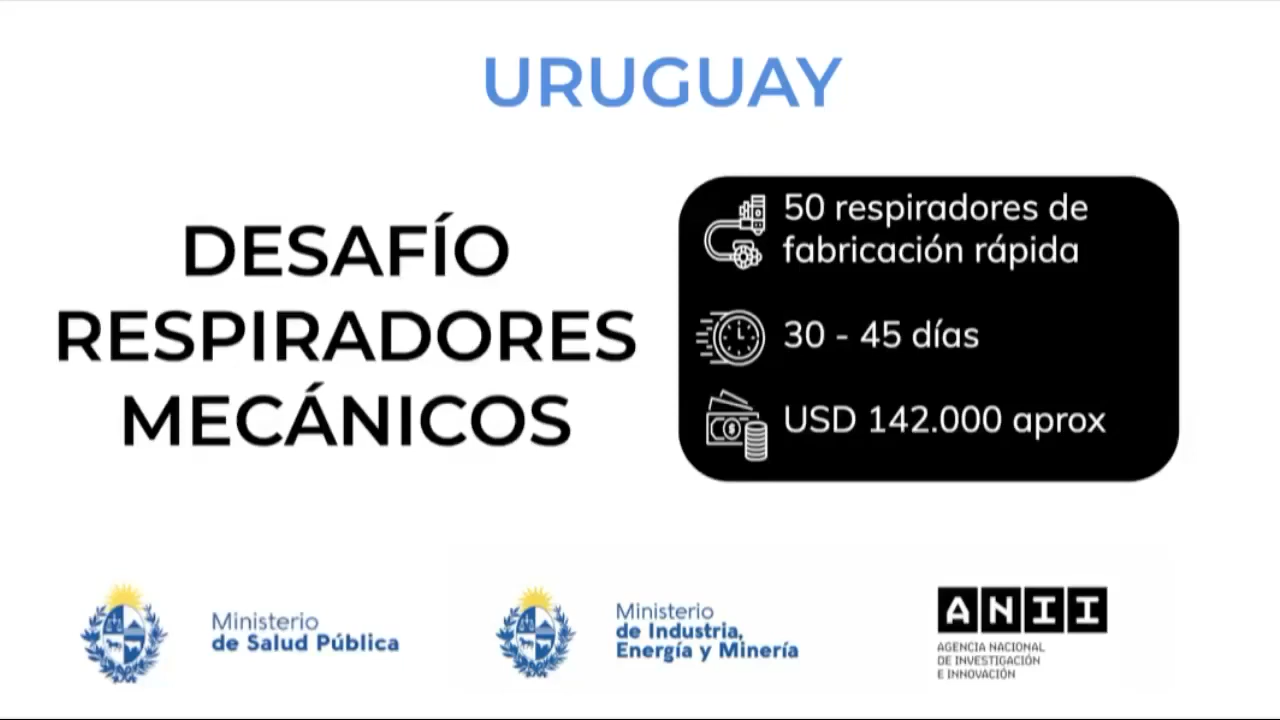 URUGUAY
DESAFÍO
RESPIRADORES
MECÁNICOS
50 respiradores de
fabricación rápida
30 - 45 días
USD 142.000 aprox
Ministerio
de Salud Pública
Ministerio
de Industria,
Energía y Minería
ANII
AGENCIA NACIONAL
DE INVESTIGACIÓN
E INNOVACIÓN